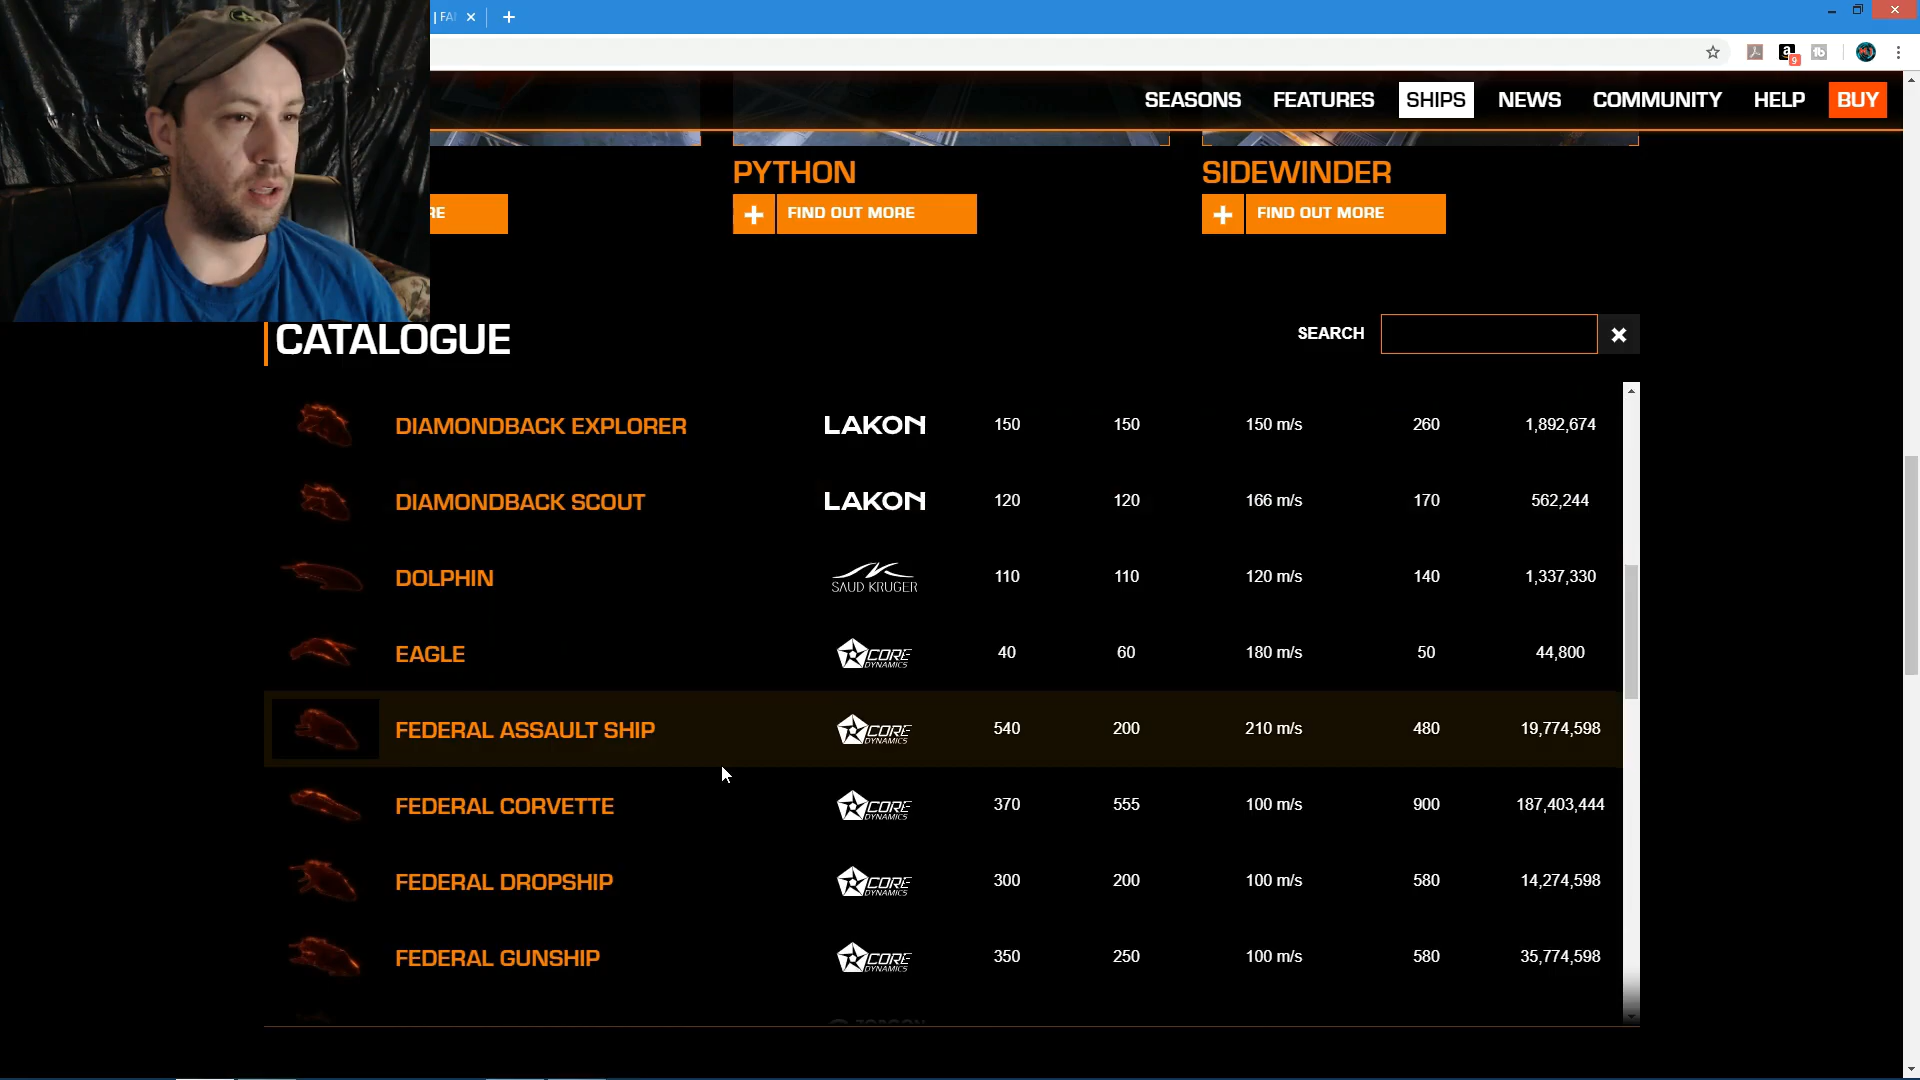 | FA
SEASONS FEATURES SHIPS NEWS COMMUNITY HELP BUY
9
PYTHON
SIDEWINDER
RE
FIND OUT MORE
FIND OUT MORE
CATALOGUE
SEARCH
DIAMONDBACK EXPLORER LAKON 150 150 150 m/s 260 1,892,674
DIAMONDBACK SCOUT LAKON 120 120 166 m/s 170 562,244
DOLPHIN SAUD KRUGER 110 110 120 m/s 140 1,337,330
EAGLE CORE DYNAMICS 40 60 180 m/s 50 44,800
FEDERAL ASSAULT SHIP CORE DYNAMICS 540 200 210 m/s 480 19,774,598
FEDERAL CORVETTE CORE DYNAMICS 370 555 100 m/s 900 187,403,444
FEDERAL DROPSHIP CORE DYNAMICS 300 200 100 m/s 580 14,274,598
FEDERAL GUNSHIP CORE DYNAMICS 350 250 100 m/s 580 35,774,598